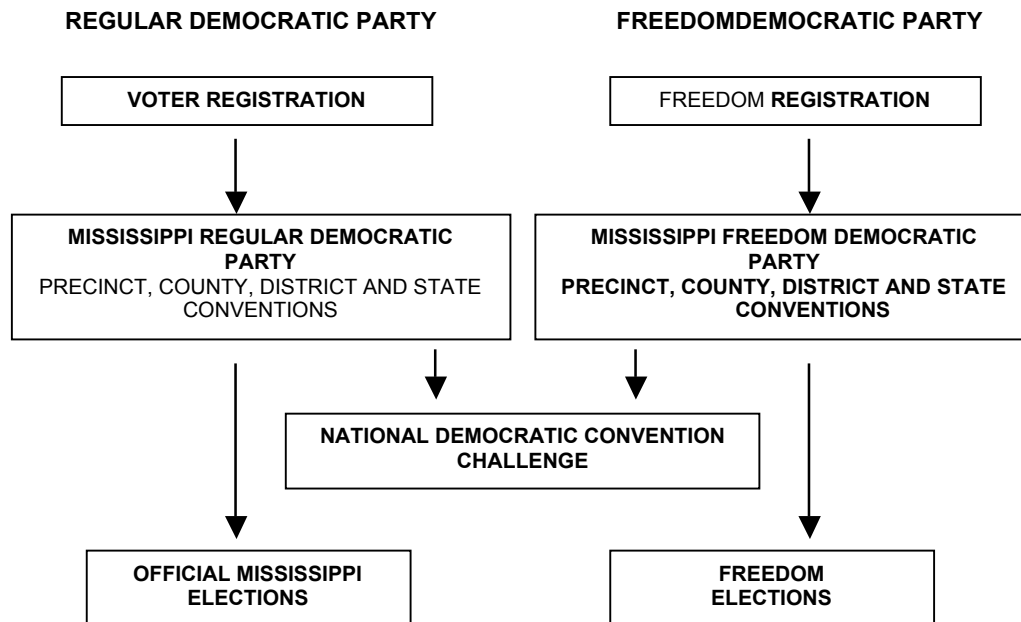 REGULAR DEMOCRATIC PARTY
FREEDOMDEMOCRATIC PARTY
VOTER REGISTRATION
FREEDOM REGISTRATION
MISSISSIPPI REGULAR DEMOCRATIC
PARTY
PRECINCT, COUNTY, DISTRICT AND STATE
CONVENTIONS
MISSISSIPPI FREEDOM DEMOCRATIC
PARTY
PRECINCT, COUNTY, DISTRICT AND STATE
CONVENTIONS
NATIONAL DEMOCRATIC CONVENTION
CHALLENGE
OFFICIAL MISSISSIPPI
ELECTIONS
FREEDOM
ELECTIONS